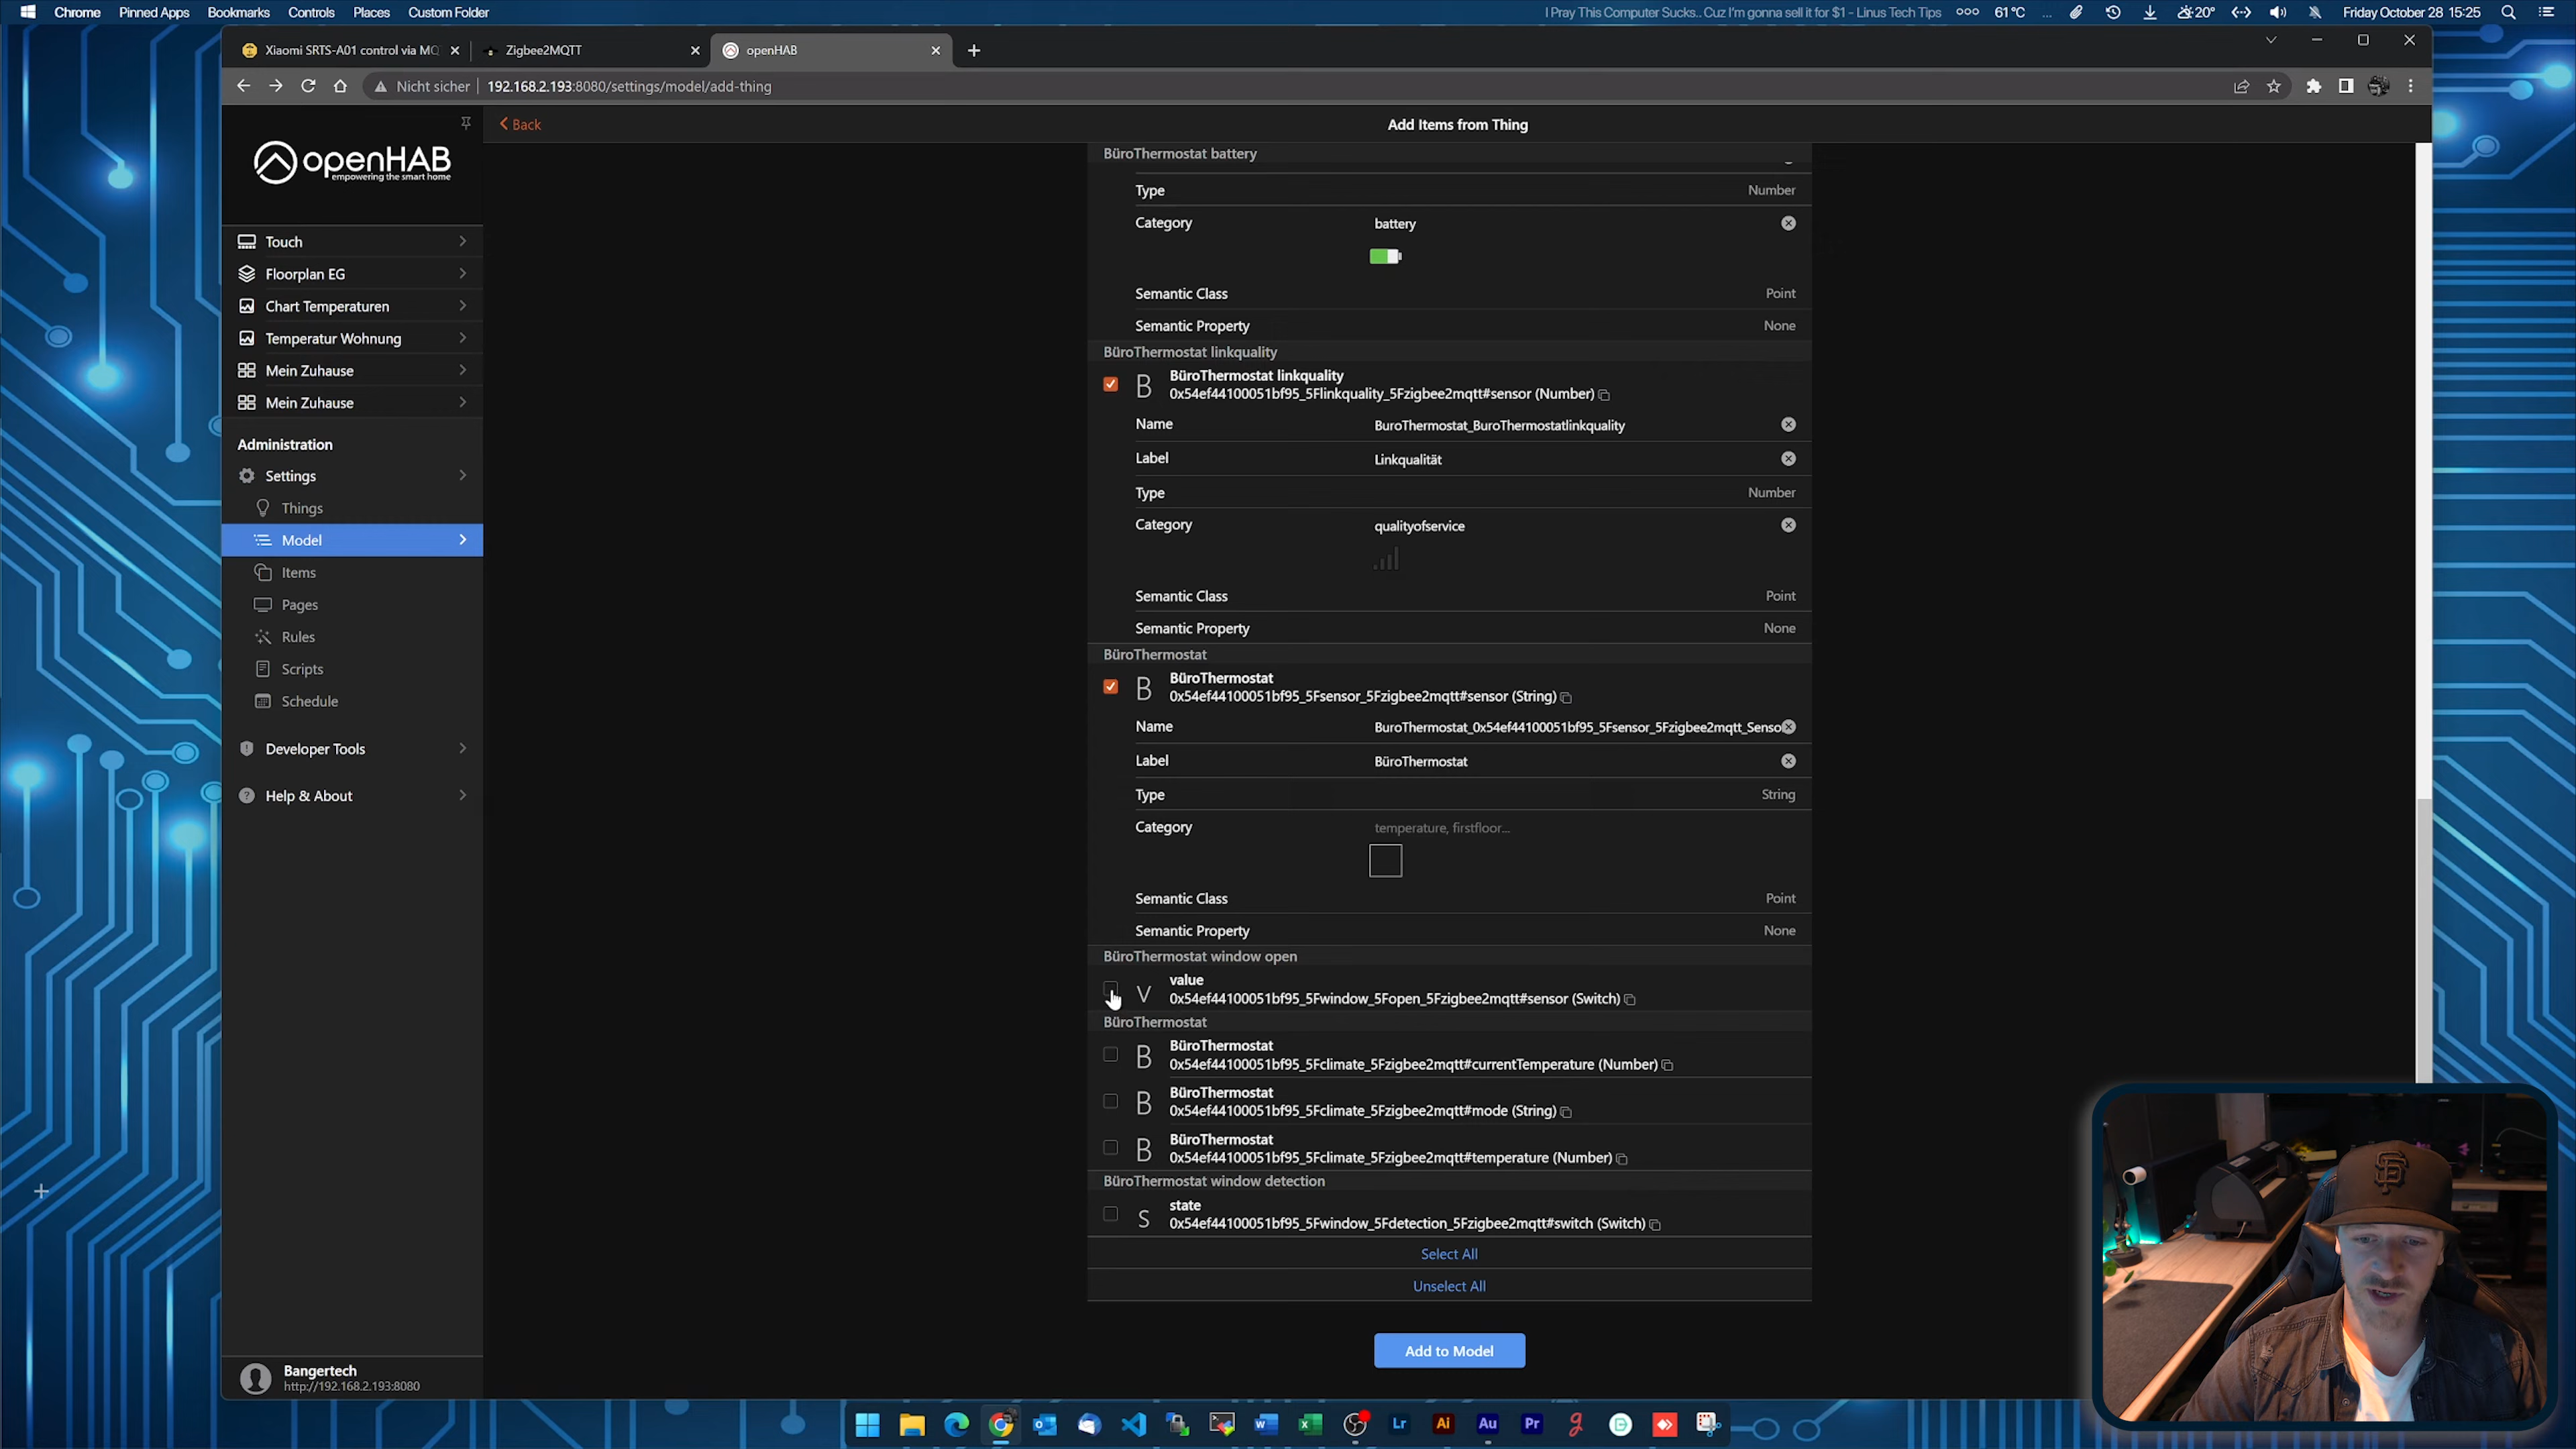 Chrome Pinned Apps Bookmarks Controls Places Custom Folder
I Pray This Computer Sucks.. Cuz I'm gonna sell it for $1 - Linus Tech Tips 61°C ... 20° Friday October 28 15:25
Xiaomi SRTS-A01 control via MQ
Zigbee2MQTT
openHAB
Nicht sicher 192.168.2.193:8080/settings/model/add-thing
openHAB
empowering the smart home
Touch
Floorplan EG
Chart Temperaturen
Temperatur Wohnung
Mein Zuhause
Mein Zuhause
Administration
Settings
Things
Model
Items
Pages
Rules
Scripts
Schedule
Developer Tools
Help & About
Bangertech
http://192.168.2.193:8080
Back
Add Items from Thing
BüroThermostat battery
Type Number
Category battery
Semantic Class Point
Semantic Property None
BüroThermostat linkquality
B BüroThermostat linkquality
0x54ef44100051bf95_5Flinkquality_5Fzigbee2mqtt#sensor (Number)
Name BuroThermostat_BuroThermostatlinkquality
Label Linkqualität
Type Number
Category qualityofservice
Semantic Class Point
Semantic Property None
BüroThermostat
B BüroThermostat
0x54ef44100051bf95_5Fsensor_5Fzigbee2mqtt#sensor (String)
Name BuroThermostat_0x54ef44100051bf95_5Fsensor_5Fzigbee2mqtt_Senso
Label BüroThermostat
Type String
Category temperature, firstfloor...
Semantic Class Point
Semantic Property None
BüroThermostat window open
V value
0x54ef44100051bf95_5Fwindow_5Fopen_5Fzigbee2mqtt#sensor (Switch)
BüroThermostat
B BüroThermostat
0x54ef44100051bf95_5Fclimate_5Fzigbee2mqtt#currentTemperature (Number)
B BüroThermostat
0x54ef44100051bf95_5Fclimate_5Fzigbee2mqtt#mode (String)
B BüroThermostat
0x54ef44100051bf95_5Fclimate_5Fzigbee2mqtt#temperature (Number)
BüroThermostat window detection
S state
0x54ef44100051bf95_5Fwindow_5Fdetection_5Fzigbee2mqtt#switch (Switch)
Select All
Unselect All
Add to Model
Lr Ai Au Pr